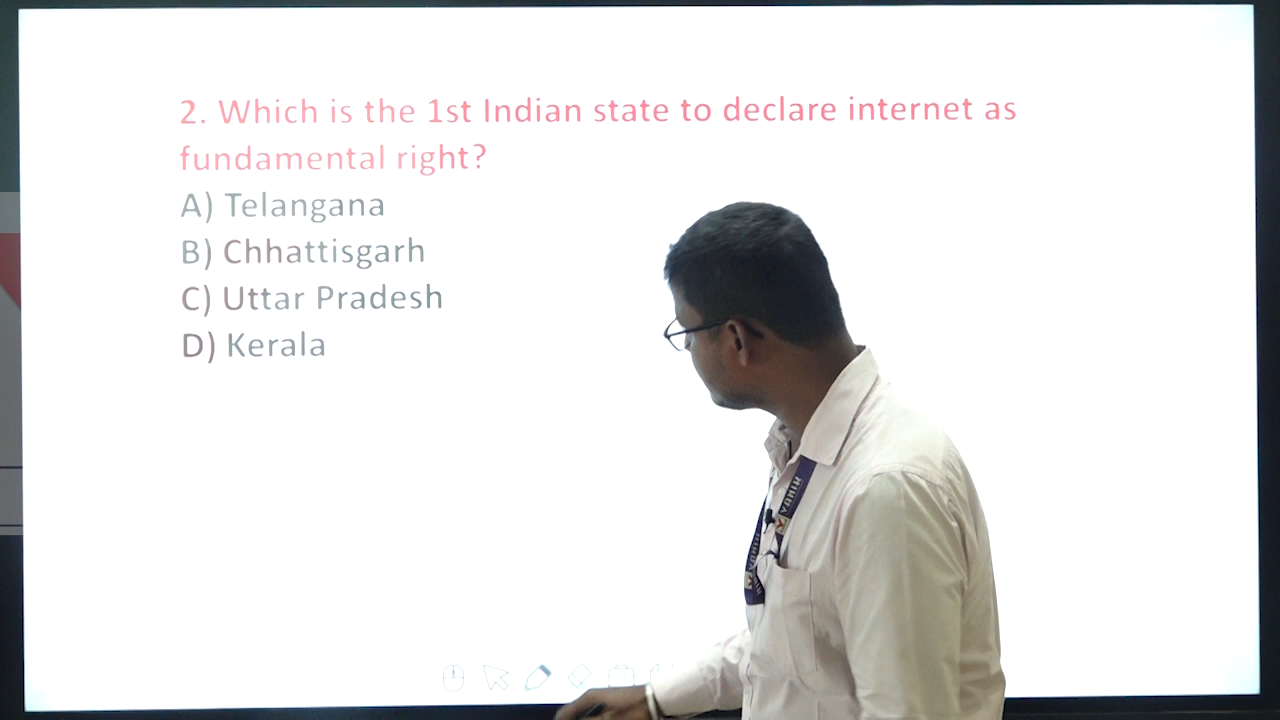 2. Which is the 1st Indian state to declare internet as
fundamental right?
A) Telangana
B) Chhattisgarh
C) Uttar Pradesh
D) Kerala